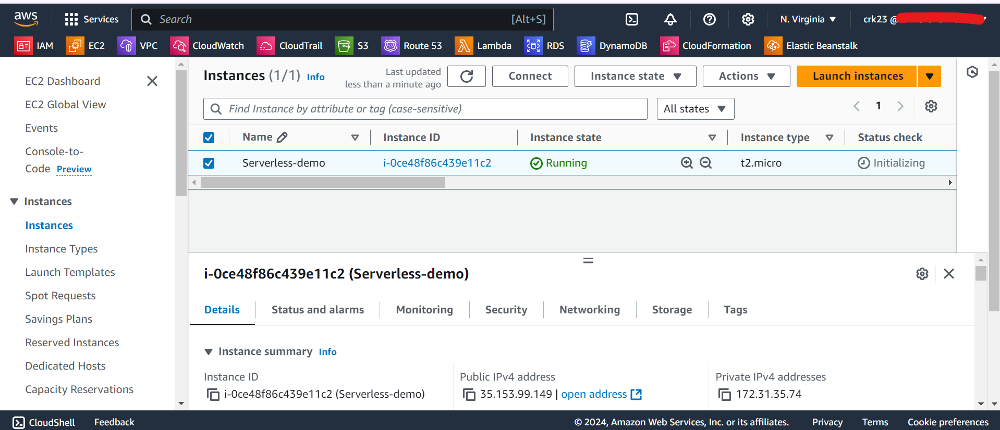 aws
Services
Search [Alt+S]
N. Virginia
crk23 @
IAM EC2 VPC CloudWatch CloudTrail S3 Route 53 Lambda RDS DynamoDB CloudFormation Elastic Beanstalk
EC2 Dashboard
EC2 Global View
Events
Console-to-
Code Preview
Instances
Instances
Instance Types
Launch Templates
Spot Requests
Savings Plans
Reserved Instances
Dedicated Hosts
Capacity Reservations
Instances (1/1) Info
Last updated
less than a minute ago
Connect
Instance state
Actions
Launch instances
Find Instance by attribute or tag (case-sensitive)
All states
1
Name Instance ID Instance state Instance type Status check
Serverless-demo i-0ce48f86c439e11c2 Running t2.micro Initializing
i-0ce48f86c439e11c2 (Serverless-demo)
Details Status and alarms Monitoring Security Networking Storage Tags
Instance summary Info
Instance ID
i-0ce48f86c439e11c2 (Serverless-demo)
Public IPv4 address
35.153.99.149 | open address
Private IPv4 addresses
172.31.35.74
CloudShell Feedback
© 2024, Amazon Web Services, Inc. or its affiliates. Privacy Terms Cookie preferences